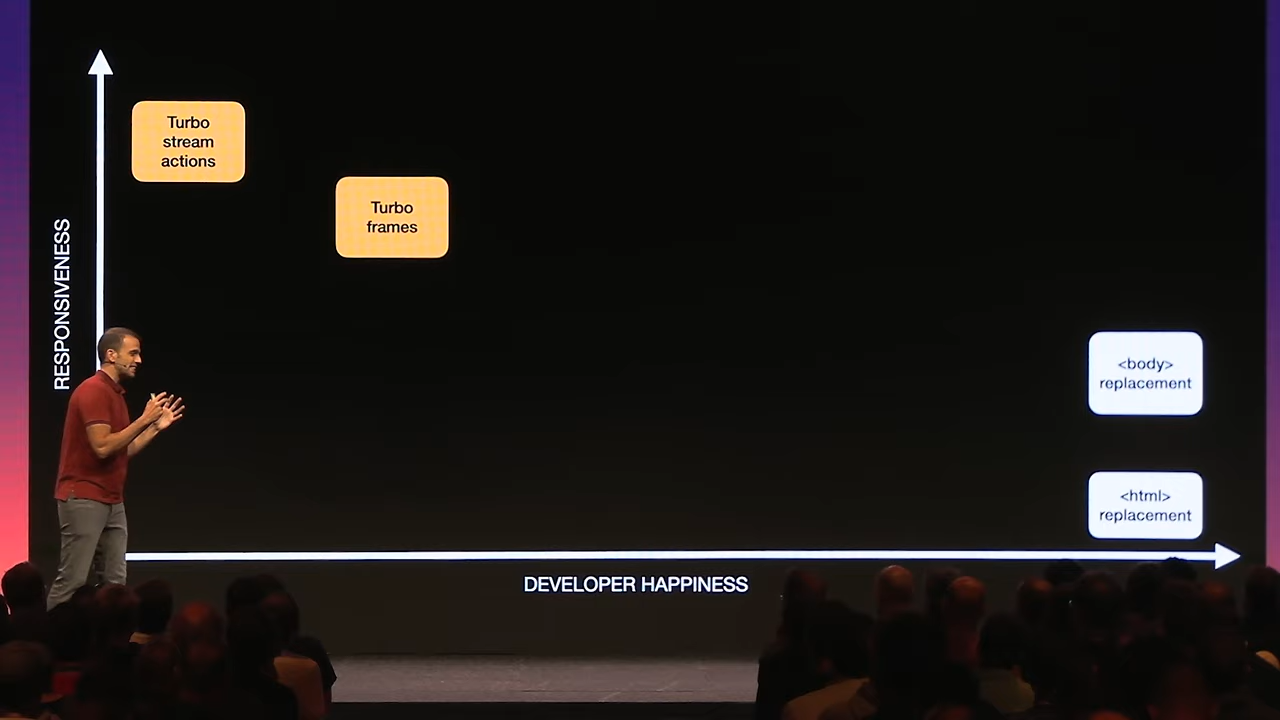 Turbo
stream
actions
Turbo
frames
RESPONSIVENESS
<body>
replacement
<html>
replacement
DEVELOPER HAPPINESS